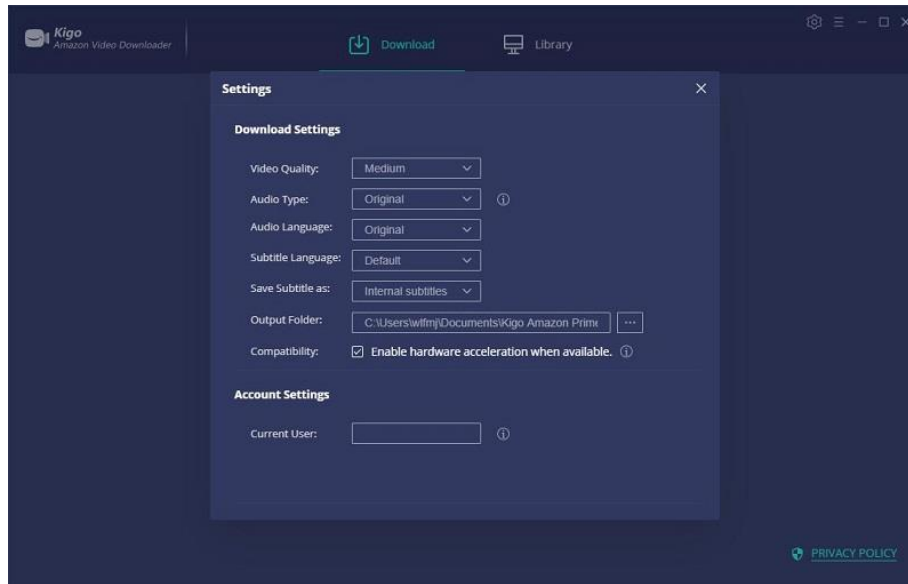 Kigo
Amazon Video Downloader
Download
Library
Settings
Download Settings
Video Quality: Medium
Audio Type: Original
Audio Language: Original
Subtitle Language: Default
Save Subtitle as: Internal subtitles
Output Folder: C:\Users\wtfmj\Documents\Kigo Amazon Prime ...
Compatibility: Enable hardware acceleration when available.
Account Settings
Current User:
PRIVACY POLICY